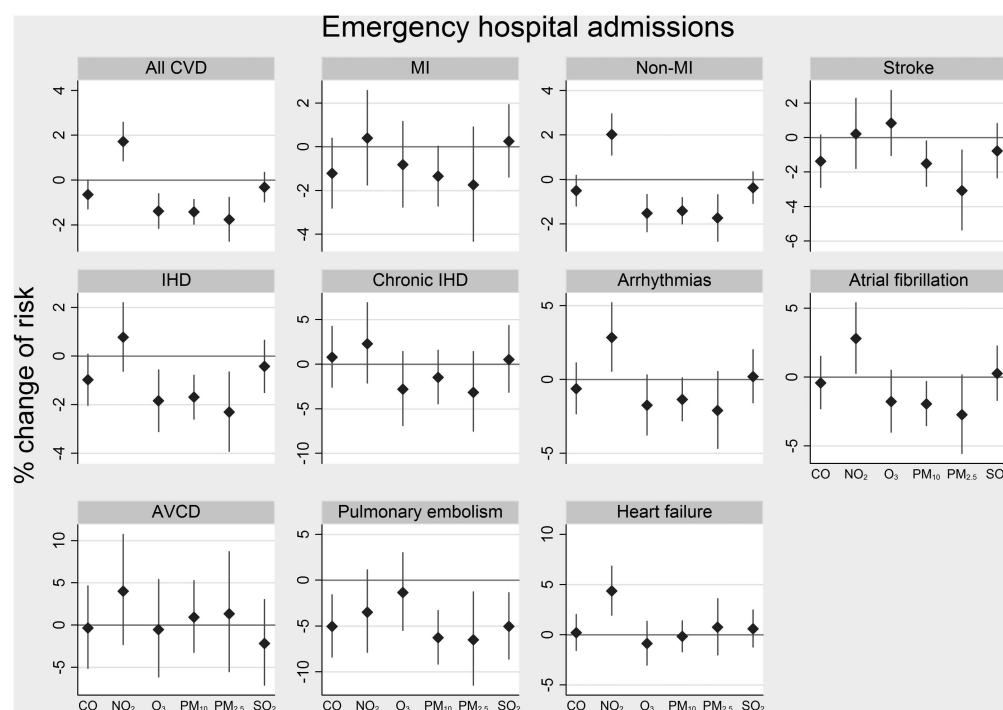 Emergency hospital admissions
% change of risk
All CVD
4
2
0
-2
MI
2
0
-2
-4
Non-MI
4
2
0
-2
Stroke
2
0
-2
-4
-6
IHD
2
0
-2
-4
Chronic IHD
5
0
-5
-10
Arrhythmias
5
0
-5
Atrial fibrillation
5
0
-5
CO NO₂ O₃ PM₁₀ PM₂.₅ SO
AVCD
10
5
0
-5
CO NO₂ O₃ PM₁₀ PM₂.₅ SO₂
Pulmonary embolism
5
0
-5
-10
CO NO₂ O₃ PM₁₀ PM₂.₅ SO₂
Heart failure
10
5
0
-5
CO NO₂ O₃ PM₁₀ PM₂.₅ SO₂